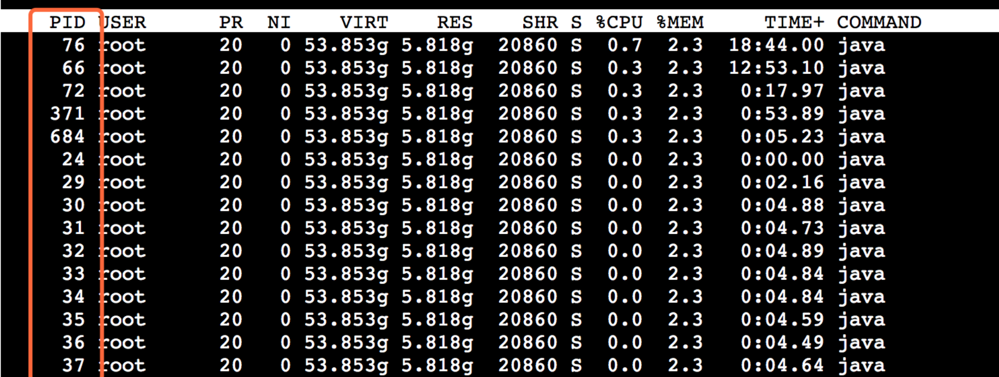 PID USER PR NI VIRT RES SHR S %CPU %MEM TIME+ COMMAND
76 root 20 0 53.853g 5.818g 20860 S 0.7 2.3 18:44.00 java
66 root 20 0 53.853g 5.818g 20860 S 0.3 2.3 12:53.10 java
72 root 20 0 53.853g 5.818g 20860 S 0.3 2.3 0:17.97 java
371 root 20 0 53.853g 5.818g 20860 S 0.3 2.3 0:53.89 java
684 root 20 0 53.853g 5.818g 20860 S 0.3 2.3 0:05.23 java
24 root 20 0 53.853g 5.818g 20860 S 0.0 2.3 0:00.00 java
29 root 20 0 53.853g 5.818g 20860 S 0.0 2.3 0:02.16 java
30 root 20 0 53.853g 5.818g 20860 S 0.0 2.3 0:04.88 java
31 root 20 0 53.853g 5.818g 20860 S 0.0 2.3 0:04.73 java
32 root 20 0 53.853g 5.818g 20860 S 0.0 2.3 0:04.89 java
33 root 20 0 53.853g 5.818g 20860 S 0.0 2.3 0:04.84 java
34 root 20 0 53.853g 5.818g 20860 S 0.0 2.3 0:04.84 java
35 root 20 0 53.853g 5.818g 20860 S 0.0 2.3 0:04.59 java
36 root 20 0 53.853g 5.818g 20860 S 0.0 2.3 0:04.49 java
37 root 20 0 53.853g 5.818g 20860 S 0.0 2.3 0:04.64 java